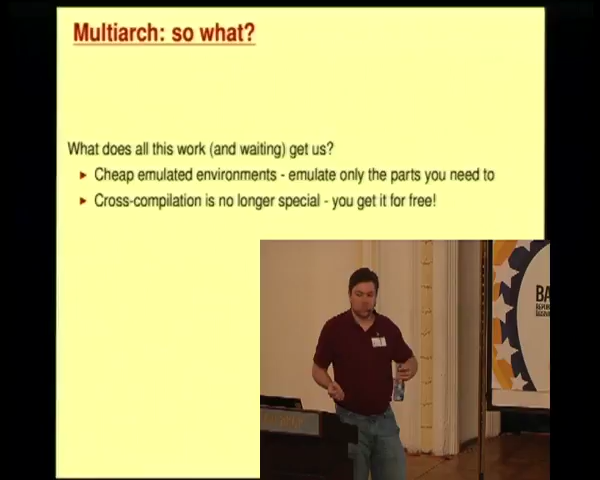 Multiarch: so what?
What does all this work (and waiting) get us?
Cheap emulated environments - emulate only the parts you need to
Cross-compilation is no longer special - you get it for free!
BA